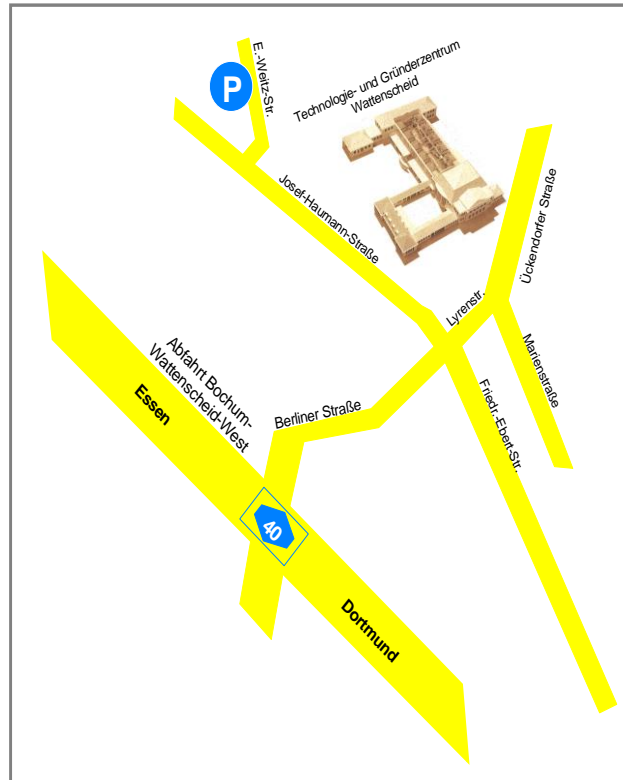 E.-Weitz-Str.
P
Technologie- und Gründerzentrum
Wattenscheid
Josef-Haumann-Straße
Ückendorfer Straße
Lyrenstr.
Marienstraße
Abfahrt Bochum-
Wattenscheid-West
Essen
Berliner Straße
Friedr.-Ebert-Str.
40
Dortmund